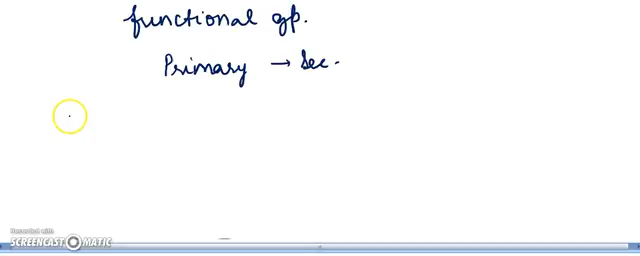 functional gp.
Primary → Sec.
Recorded with
SCREENCAST MATIC